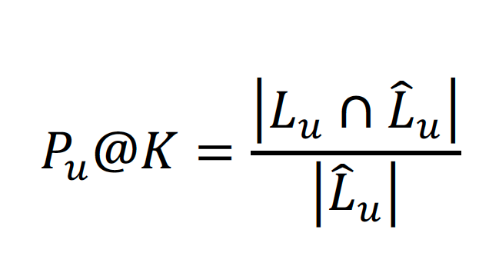 P_u@K = |L_u ∩ L̂_u| / |L̂_u|